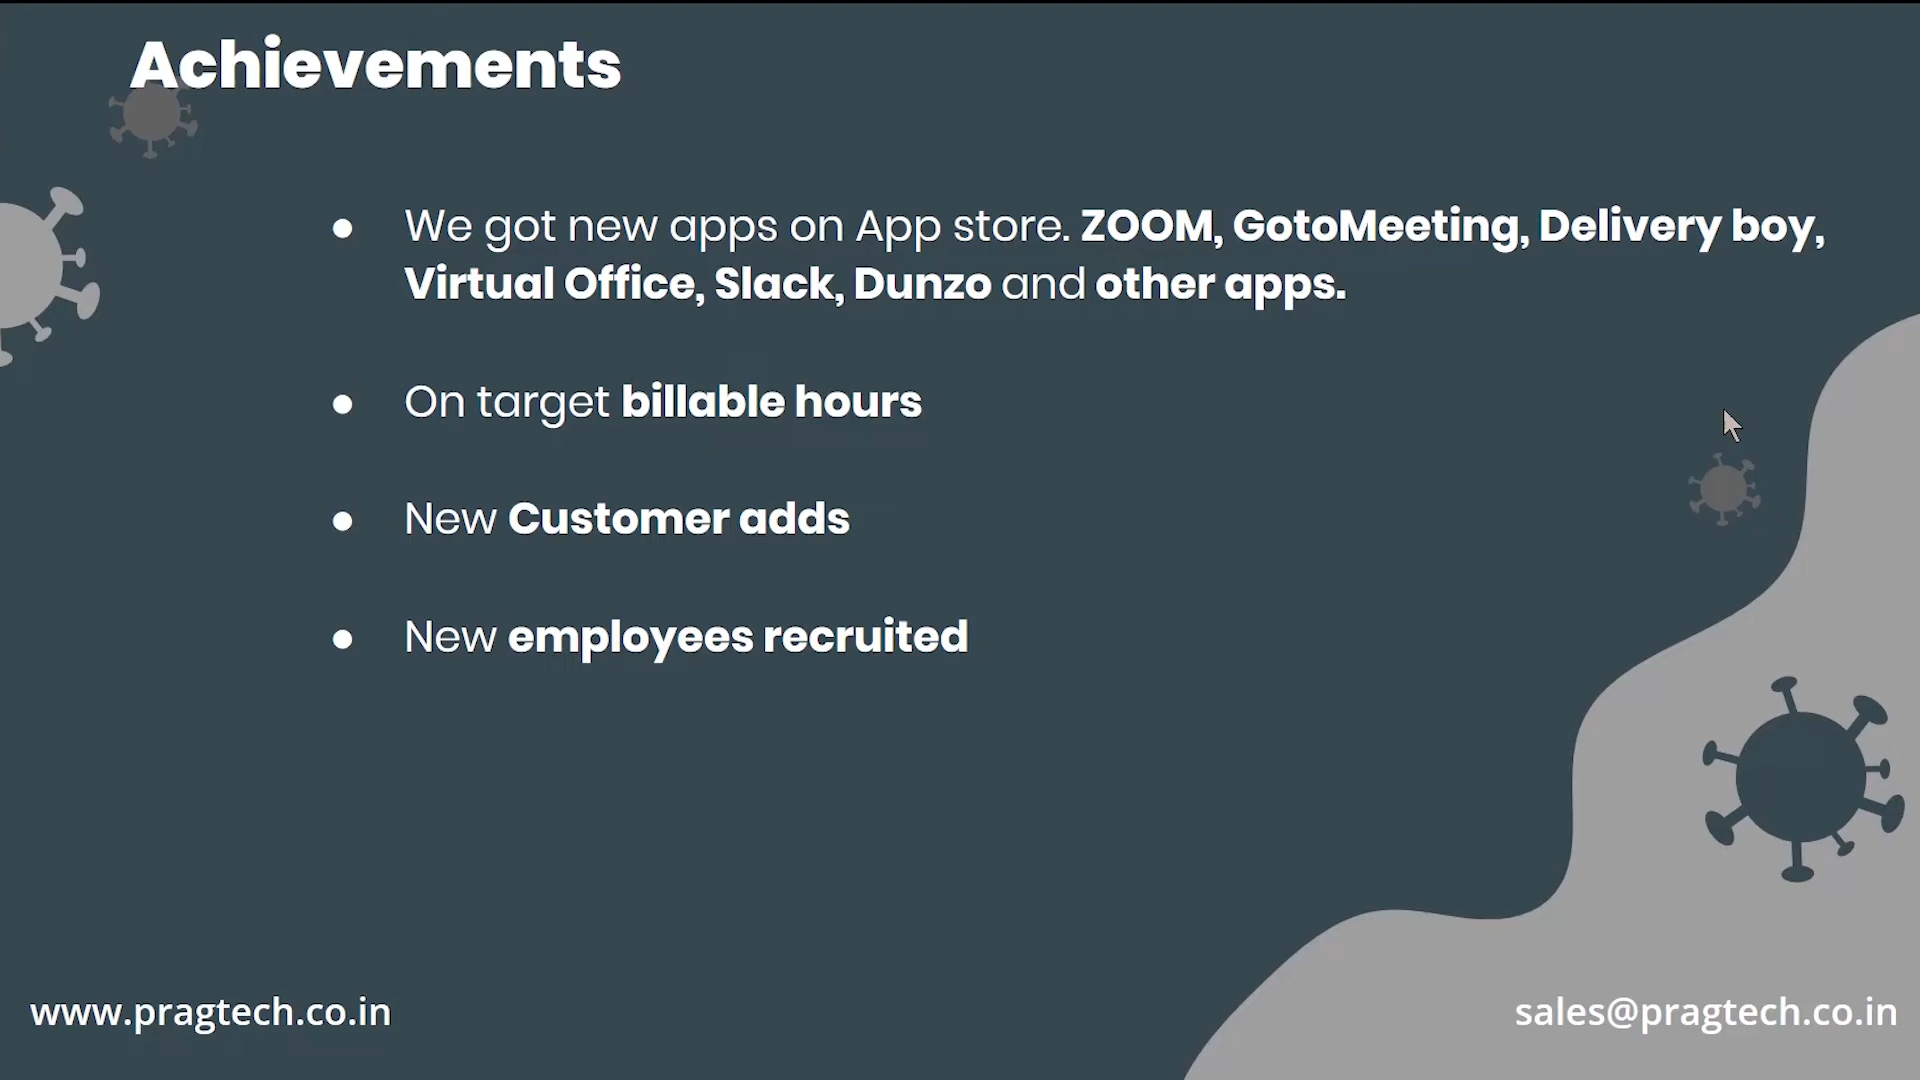 Achievements
● We got new apps on App store. ZOOM, GotoMeeting, Delivery boy,
Virtual Office, Slack, Dunzo and other apps.
● On target billable hours
● New Customer adds
● New employees recruited
www.pragtech.co.in
sales@pragtech.co.in